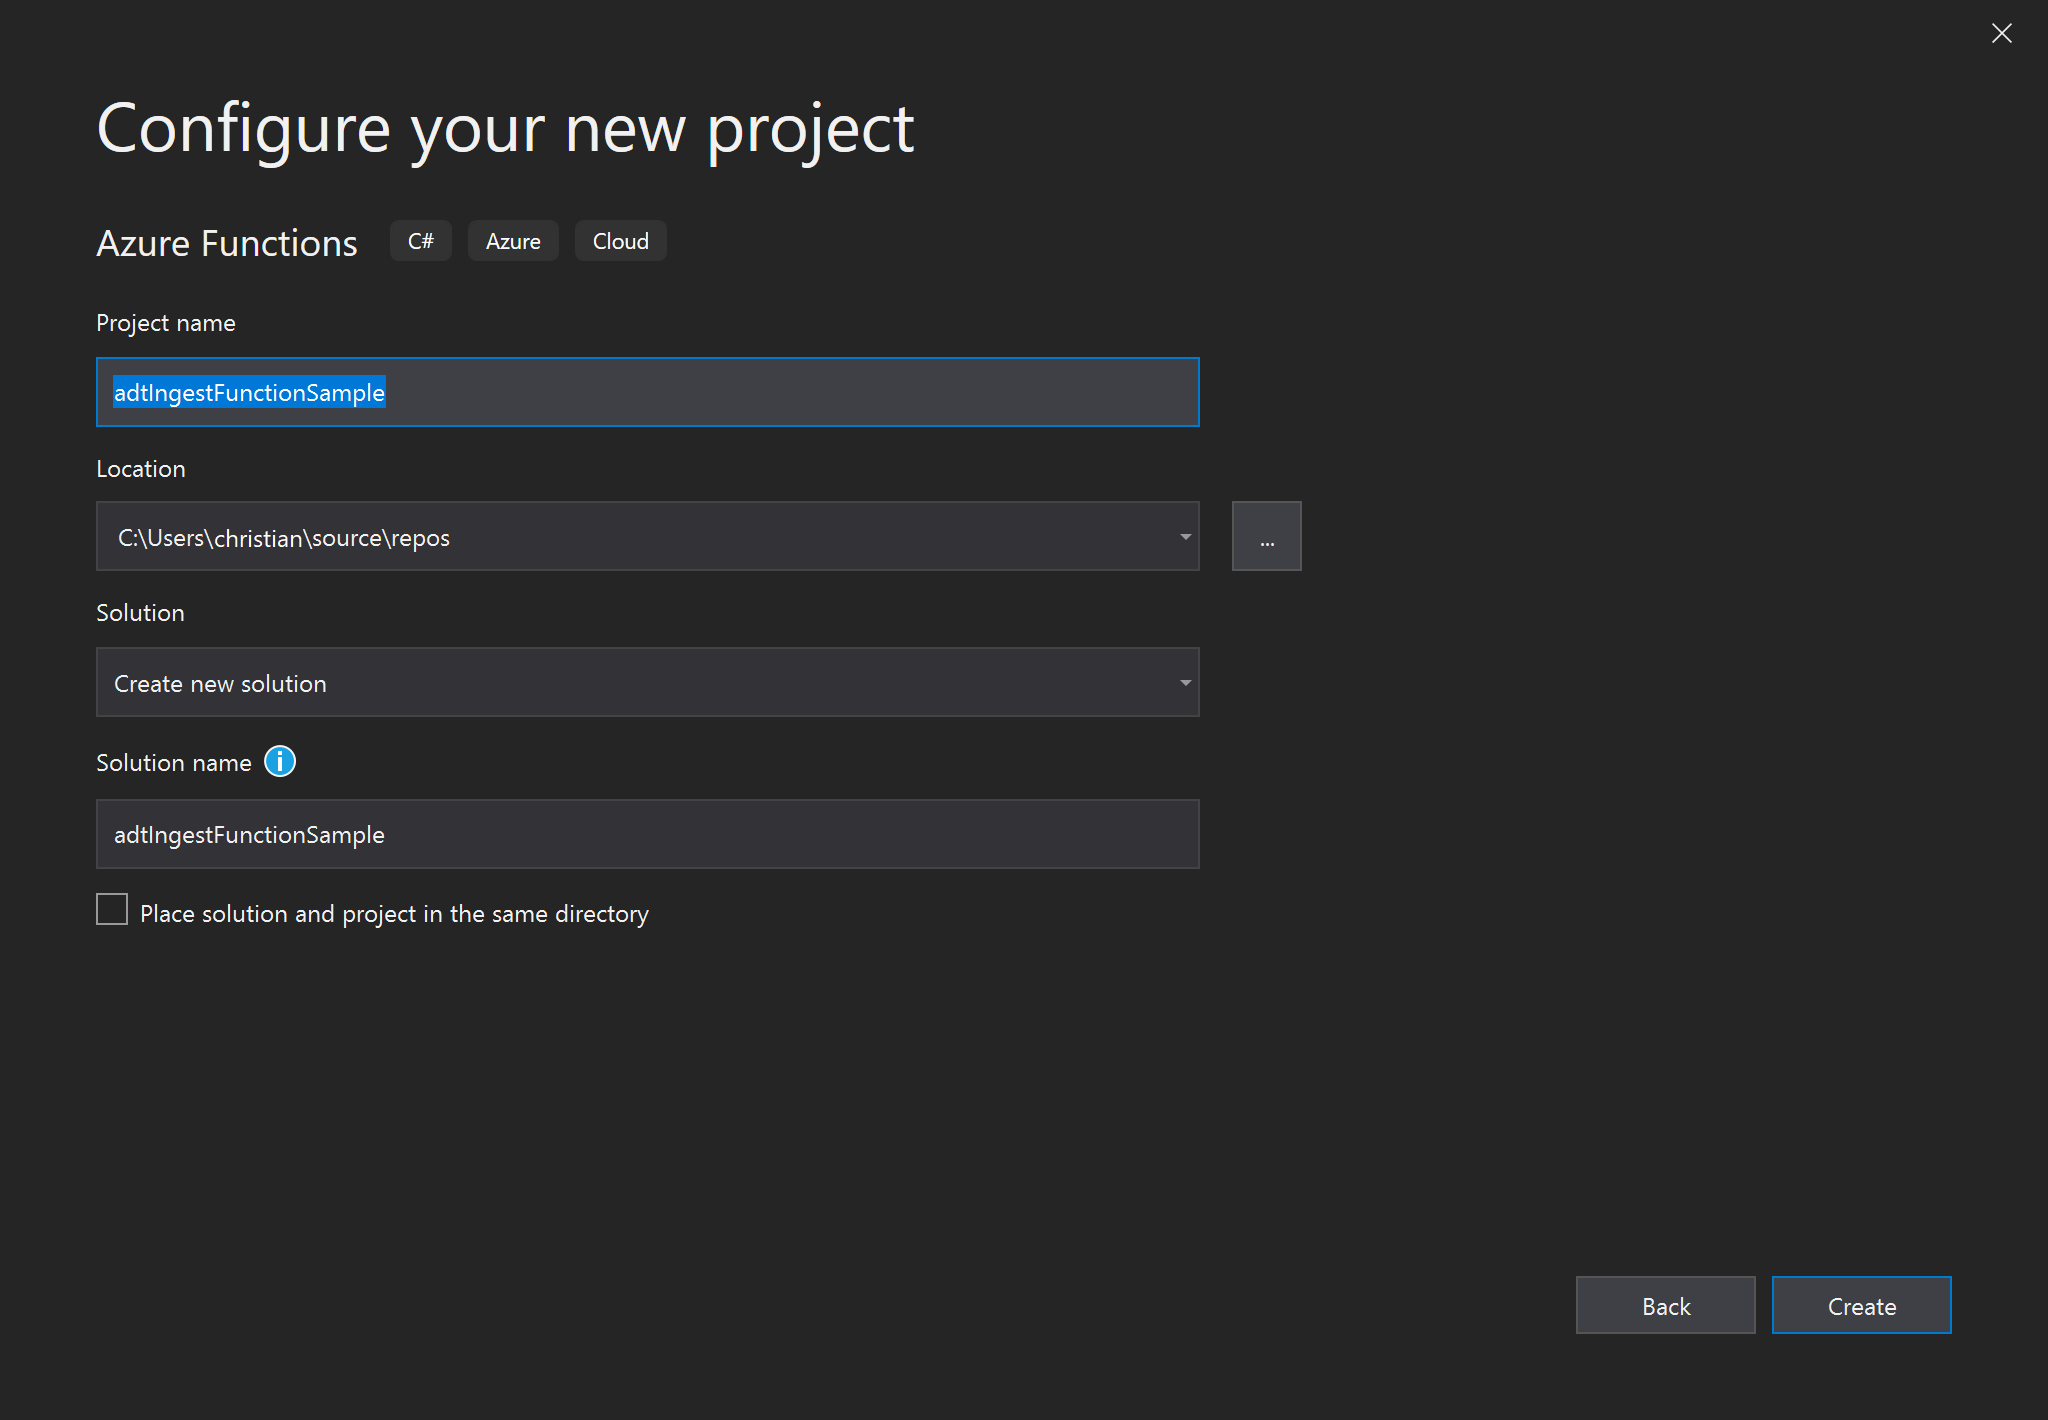 Configure your new project
Azure Functions C# Azure Cloud
Project name
adtIngestFunctionSample
Location
C:\Users\christian\source\repos
...
Solution
Create new solution
Solution name
adtIngestFunctionSample
Place solution and project in the same directory
Back Create